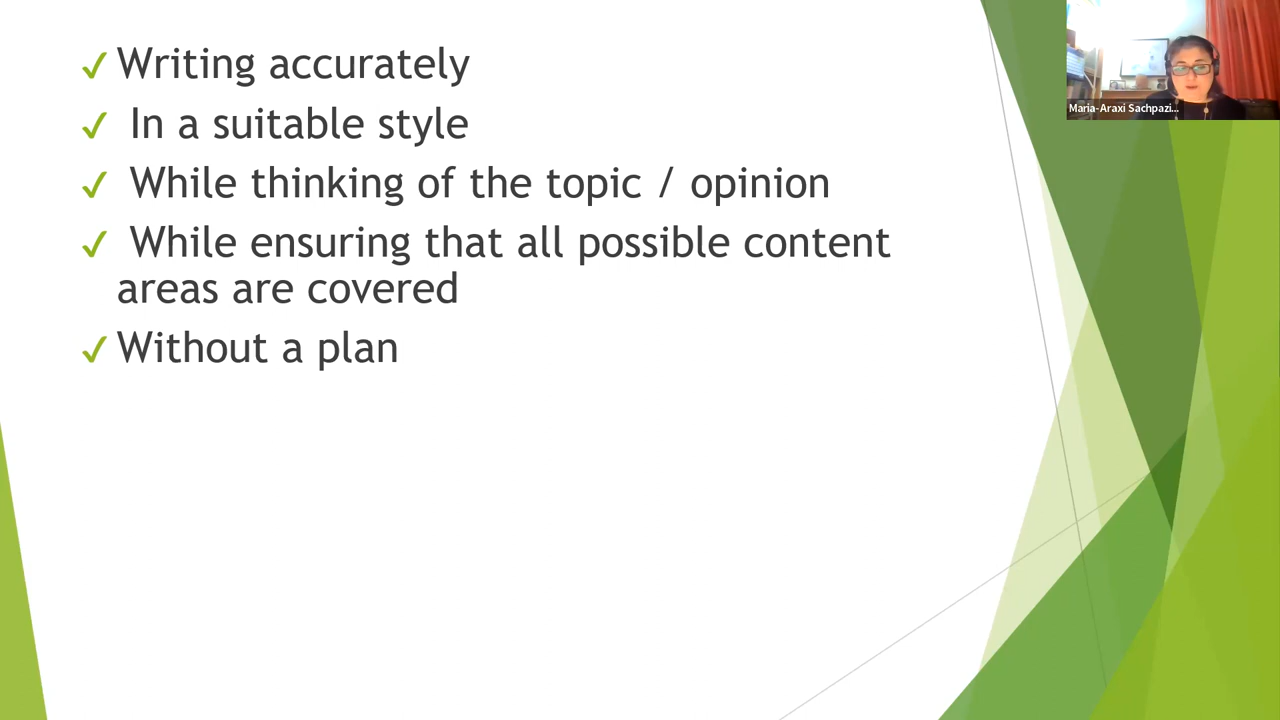 ✓ Writing accurately
✓ In a suitable style
✓ While thinking of the topic / opinion
✓ While ensuring that all possible content
areas are covered
✓ Without a plan
Maria-Araxi Sachpazi...